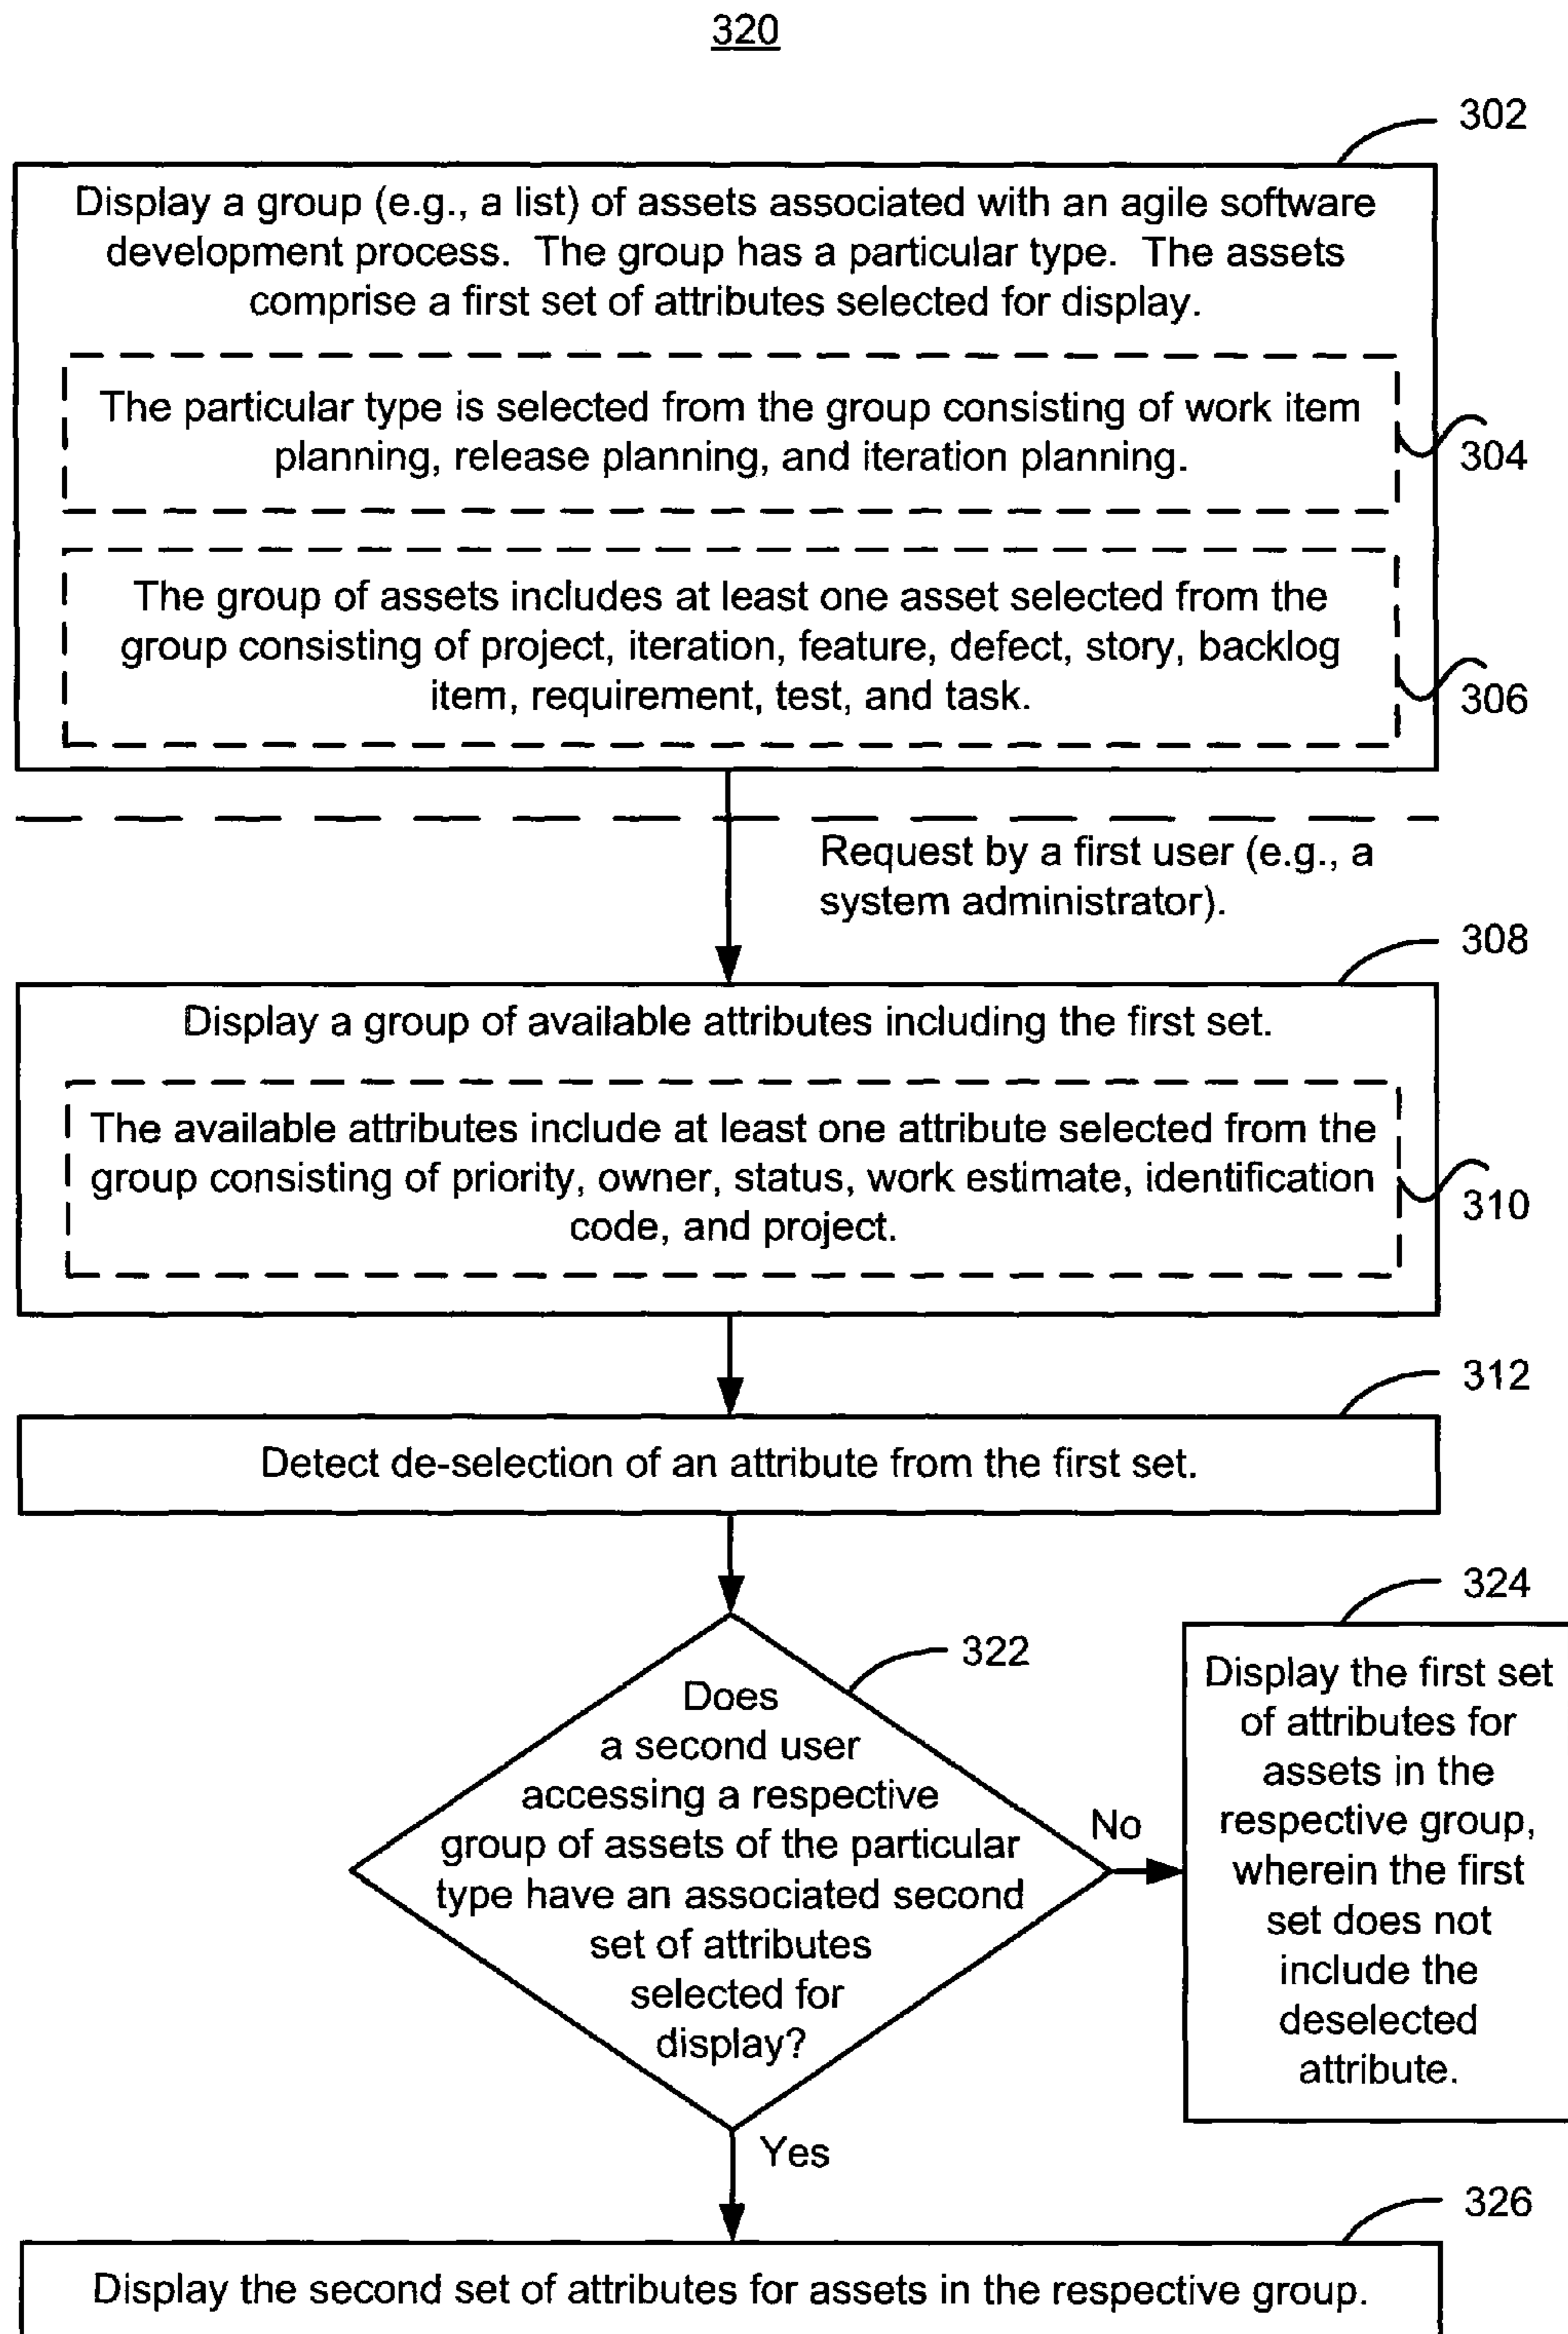 320
302
Display a group (e.g., a list) of assets associated with an agile software
development process. The group has a particular type. The assets
comprise a first set of attributes selected for display.
The particular type is selected from the group consisting of work item
planning, release planning, and iteration planning.
304
The group of assets includes at least one asset selected from the
group consisting of project, iteration, feature, defect, story, backlog
item, requirement, test, and task.
306
Request by a first user (e.g., a
system administrator).
308
Display a group of available attributes including the first set.
The available attributes include at least one attribute selected from the
group consisting of priority, owner, status, work estimate, identification
code, and project.
310
312
Detect de-selection of an attribute from the first set.
322
Does
a second user
accessing a respective
group of assets of the particular
type have an associated second
set of attributes
selected for
display?
No
324
Display the first set
of attributes for
assets in the
respective group,
wherein the first
set does not
include the
deselected
attribute.
Yes
326
Display the second set of attributes for assets in the respective group.